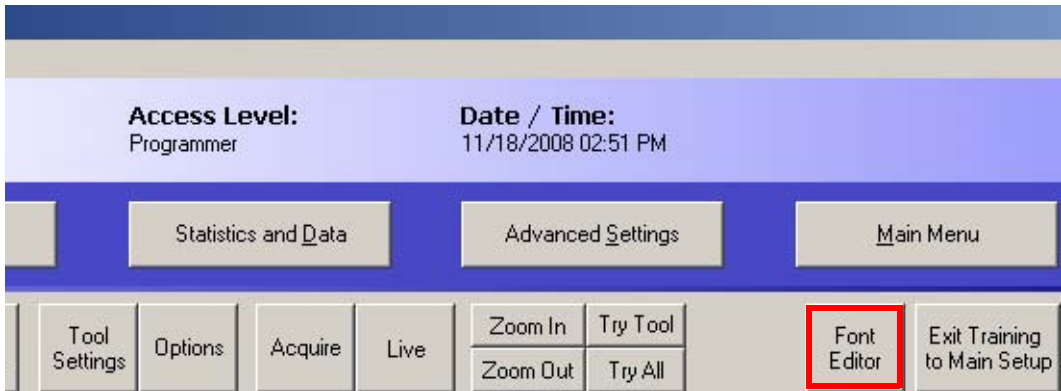 Access Level:
Programmer
Date / Time:
11/18/2008 02:51 PM
Statistics and Data
Advanced Settings
Main Menu
Tool
Settings
Options
Acquire
Live
Zoom In
Try Tool
Zoom Out
Try All
Font
Editor
Exit Training
to Main Setup